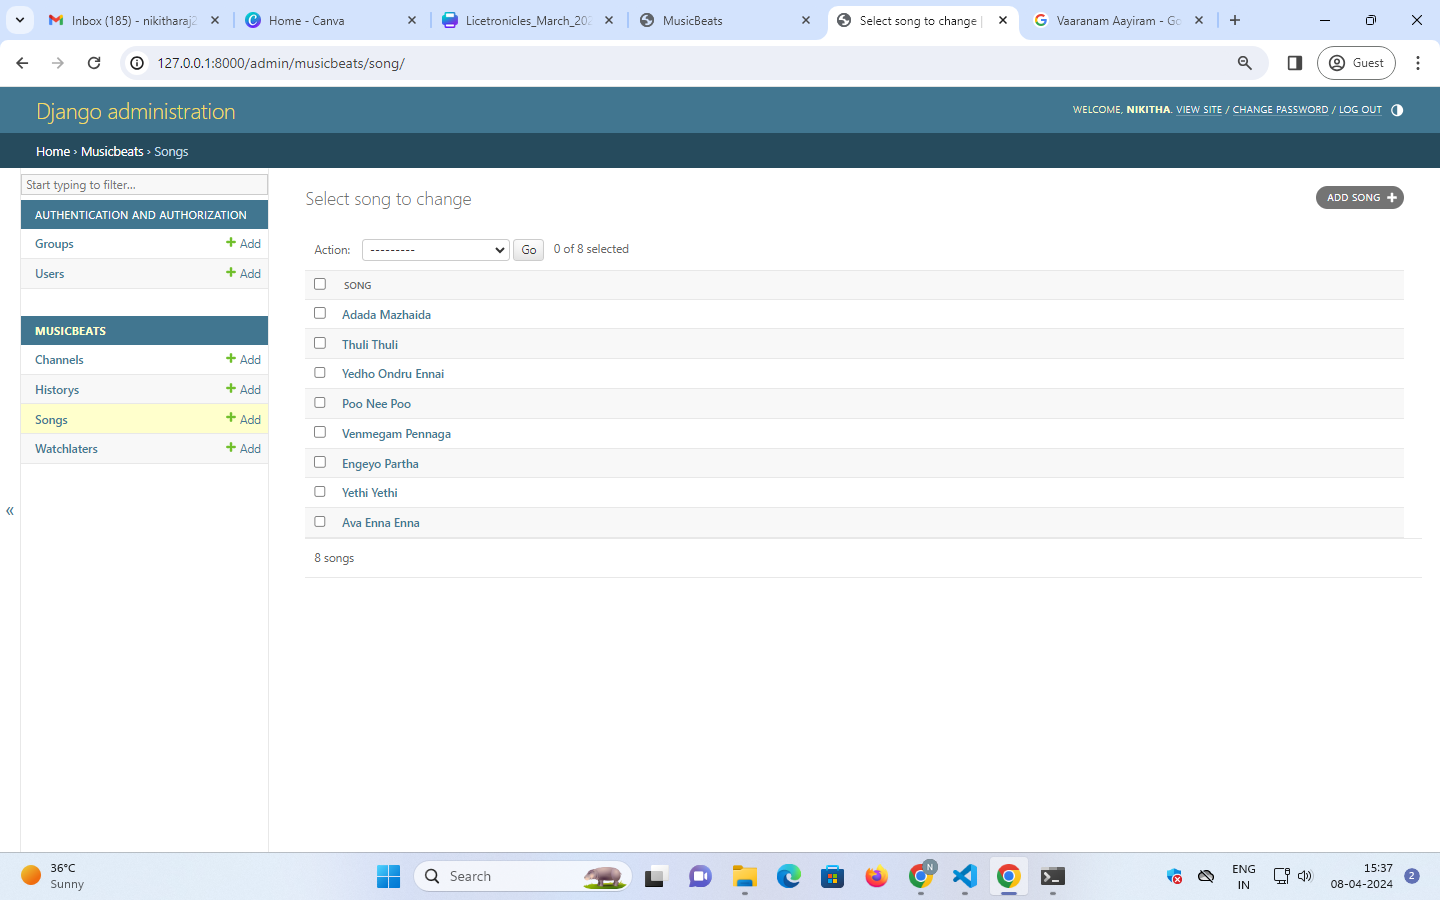 Inbox (185) - nikitharaj2
Home - Canva
Licetronicles_March_202
MusicBeats
Select song to change |
Vaaranam Aayiram - Go
127.0.0.1:8000/admin/musicbeats/song/
Guest
Django administration
WELCOME, NIKITHA. VIEW SITE / CHANGE PASSWORD / LOG OUT
Home › Musicbeats › Songs
Start typing to filter...
AUTHENTICATION AND AUTHORIZATION
Groups + Add
Users + Add
MUSICBEATS
Channels + Add
Historys + Add
Songs + Add
Watchlaters + Add
«
Select song to change
ADD SONG +
Action: --------- Go 0 of 8 selected
SONG
Adada Mazhaida
Thuli Thuli
Yedho Ondru Ennai
Poo Nee Poo
Venmegam Pennaga
Engeyo Partha
Yethi Yethi
Ava Enna Enna
8 songs
36°C
Sunny
Search
N
ENG
IN
15:37
08-04-2024
2